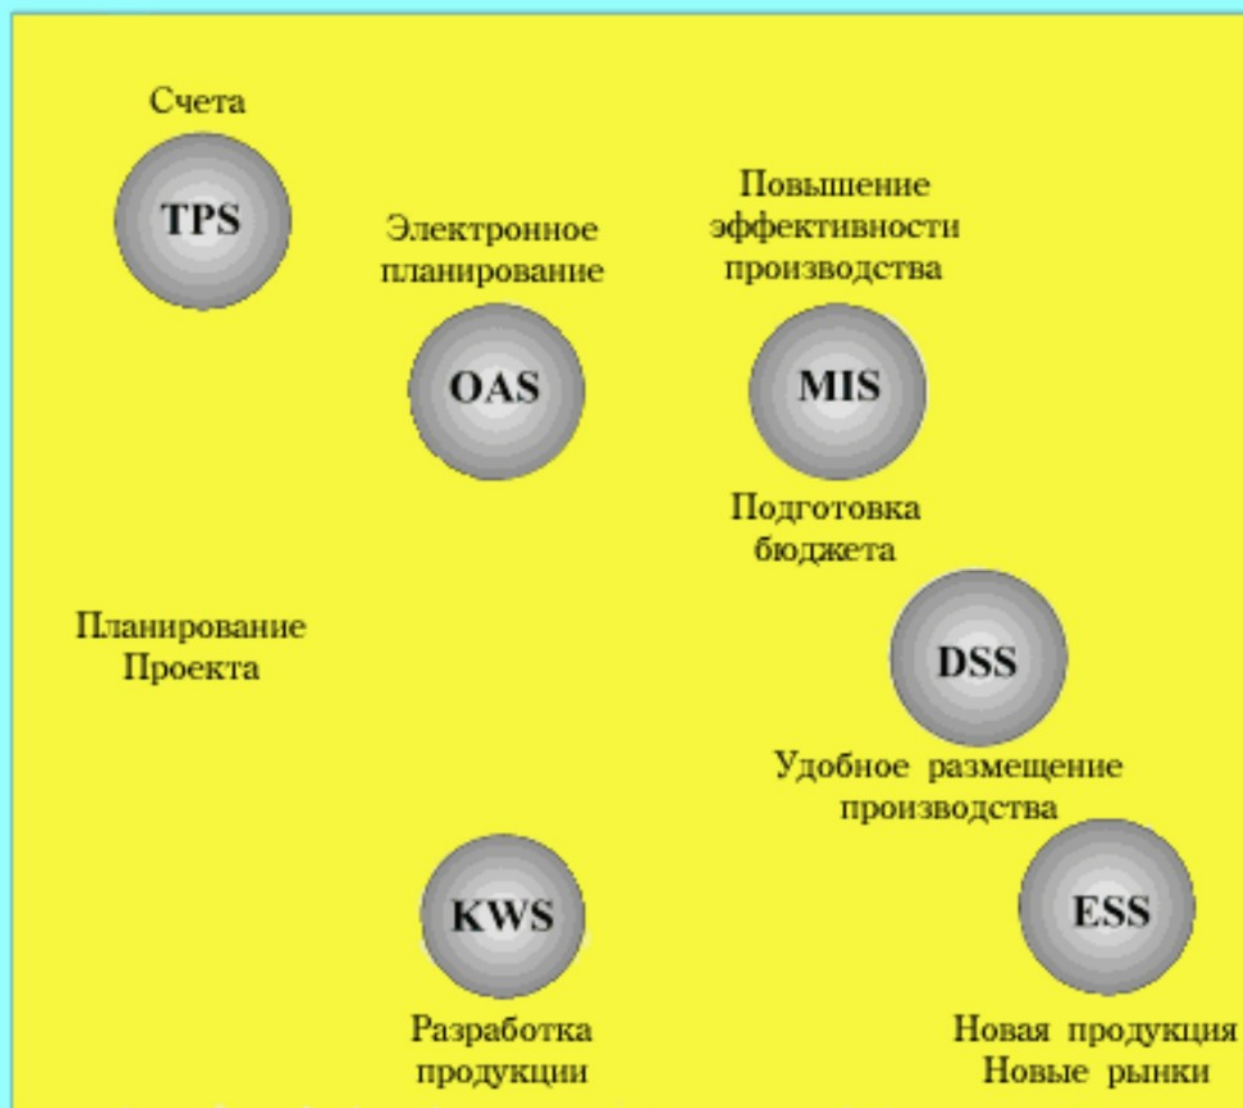 Счета
TPS
Электронное
планирование
OAS
Повышение
эффективности
производства
MIS
Подготовка
бюджета
Планирование
Проекта
DSS
Удобное размещение
производства
KWS
Разработка
продукции
ESS
Новая продукция
Новые рынки